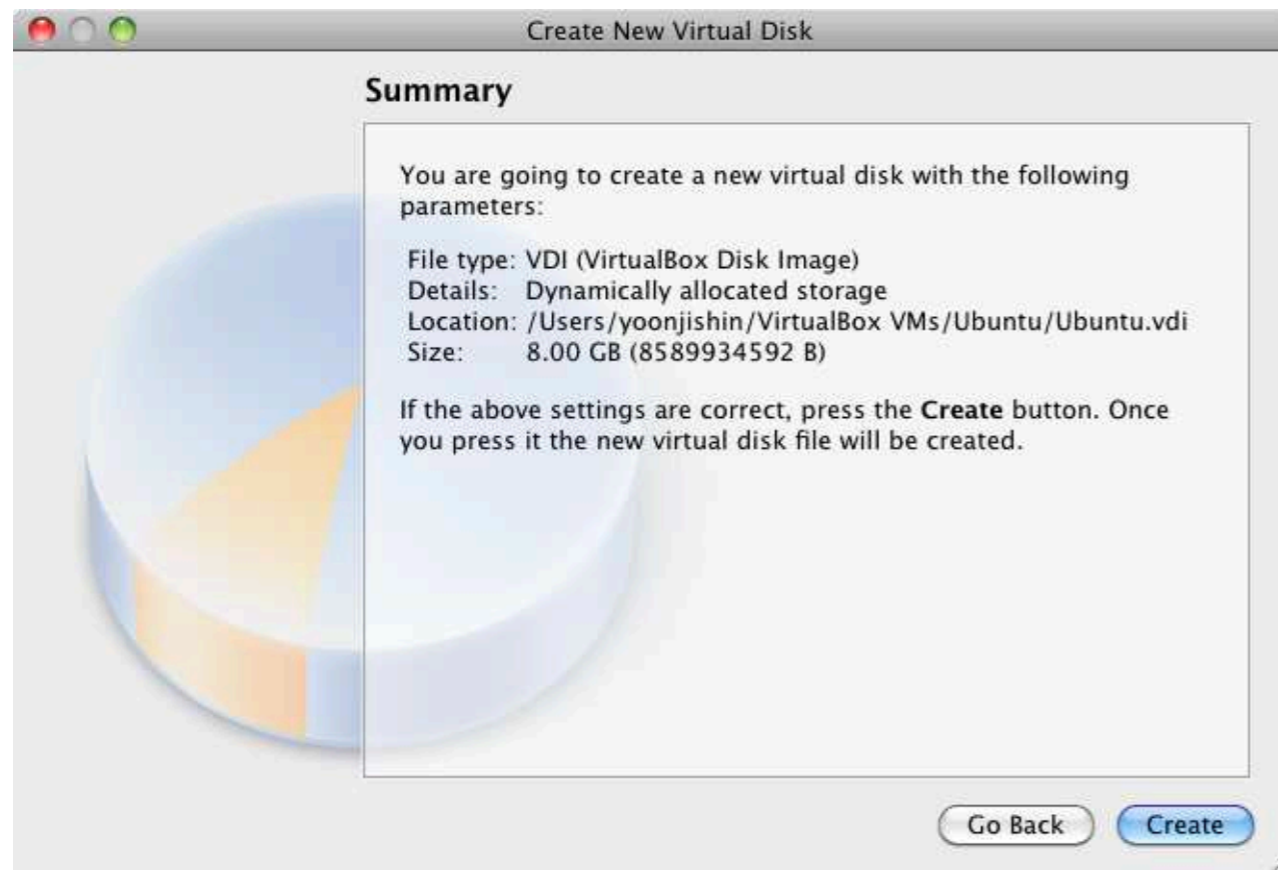 Create New Virtual Disk
Summary
You are going to create a new virtual disk with the following
parameters:
File type: VDI (VirtualBox Disk Image)
Details: Dynamically allocated storage
Location: /Users/yoonjishin/VirtualBox VMs/Ubuntu/Ubuntu.vdi
Size: 8.00 GB (8589934592 B)
If the above settings are correct, press the Create button. Once
you press it the new virtual disk file will be created.
Go Back
Create